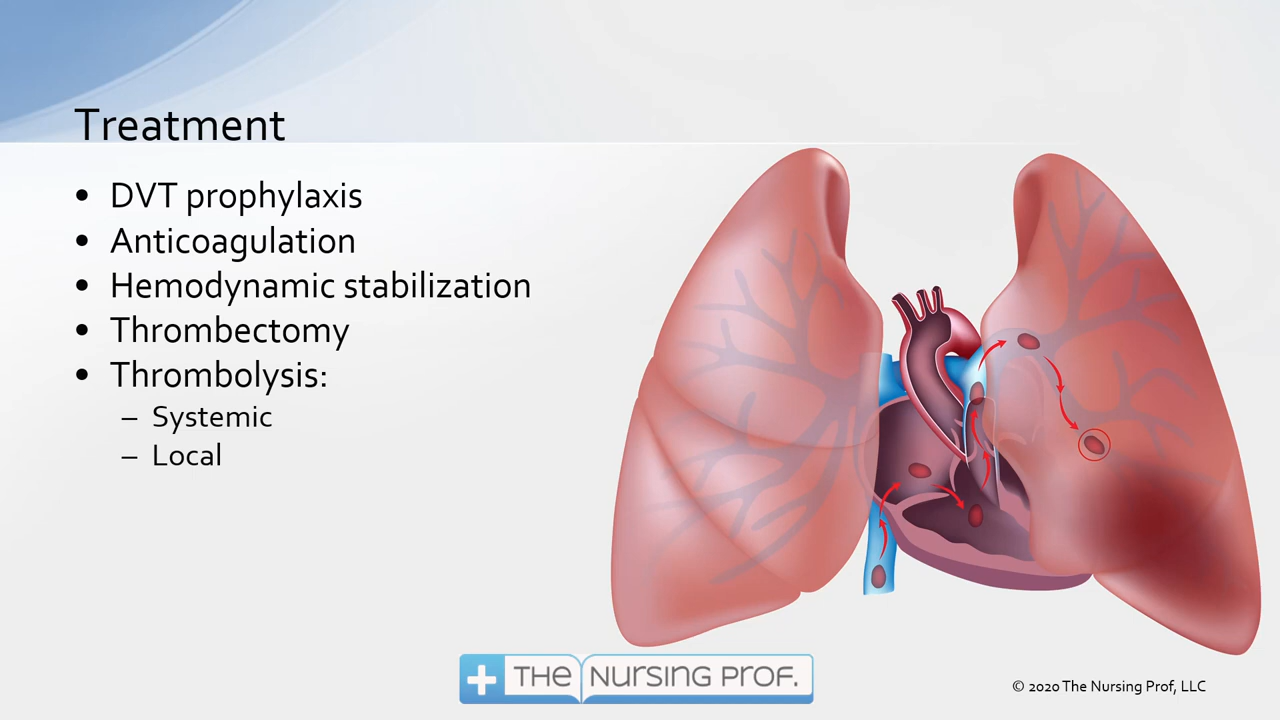 Treatment
• DVT prophylaxis
• Anticoagulation
• Hemodynamic stabilization
• Thrombectomy
• Thrombolysis:
– Systemic
– Local
THE NURSING PROF.
© 2020 The Nursing Prof, LLC